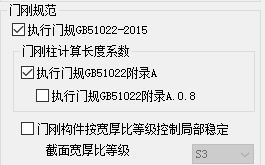 门刚规范
执行门规GB51022-2015
门刚柱计算长度系数
执行门规GB51022附录A
执行门规GB51022附录A.0.8
门刚构件按宽厚比等级控制局部稳定
截面宽厚比等级 S3